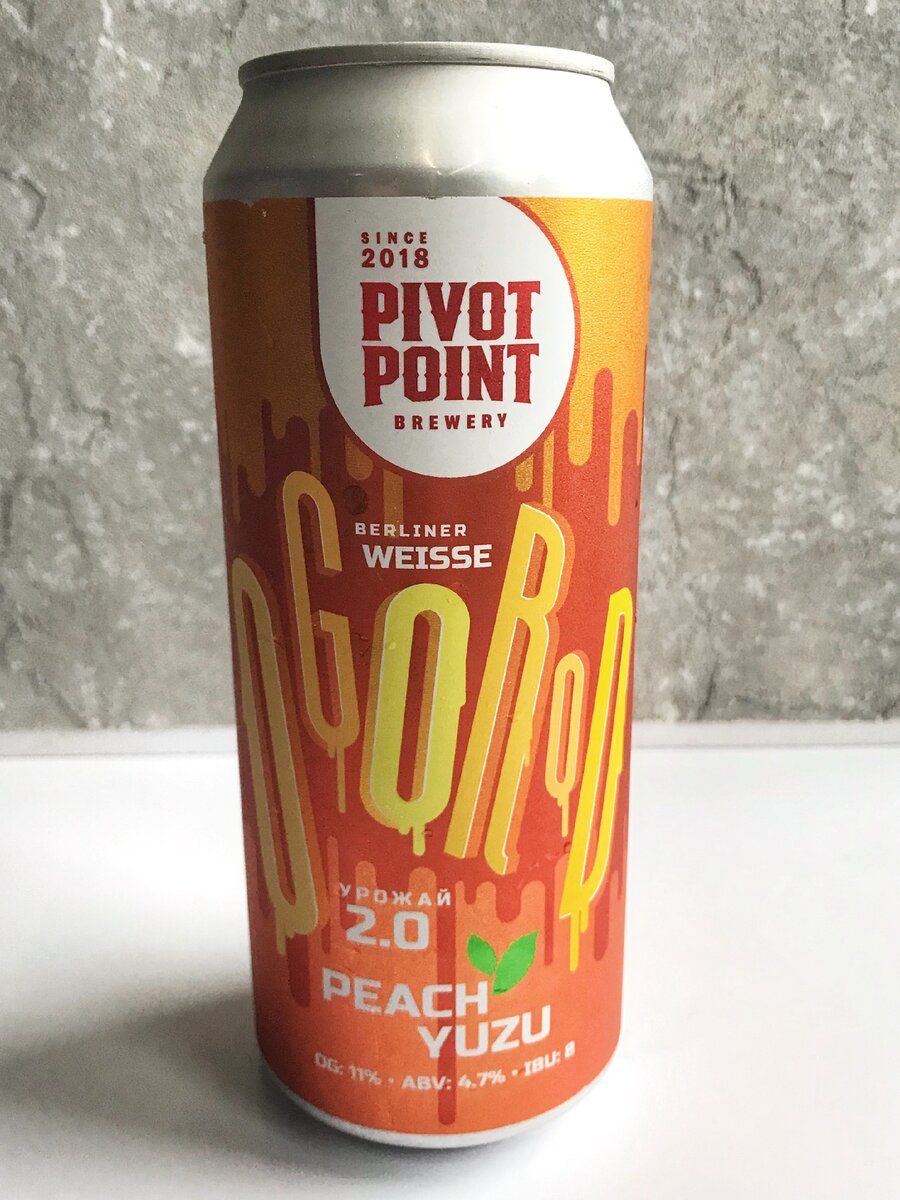 SINCE
2018
PIVOT
POINT
BREWERY
BERLINER
WEISSE
OGOROD
УРОЖАЙ
2.0
PEACH
YUZU
OG: 11% • ABV: 4.7% • IBU: 8